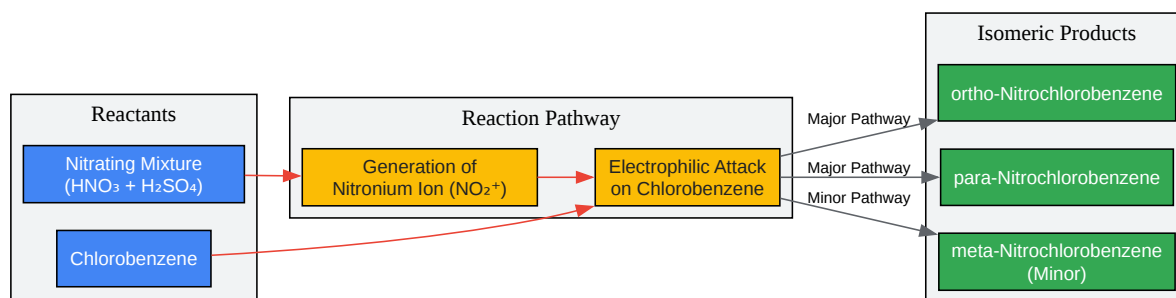 Reactants
Nitrating Mixture
(HNO₃ + H₂SO₄)
Chlorobenzene
Reaction Pathway
Generation of
Nitronium Ion (NO₂⁺)
Electrophilic Attack
on Chlorobenzene
Major Pathway
Major Pathway
Minor Pathway
Isomeric Products
ortho-Nitrochlorobenzene
para-Nitrochlorobenzene
meta-Nitrochlorobenzene
(Minor)